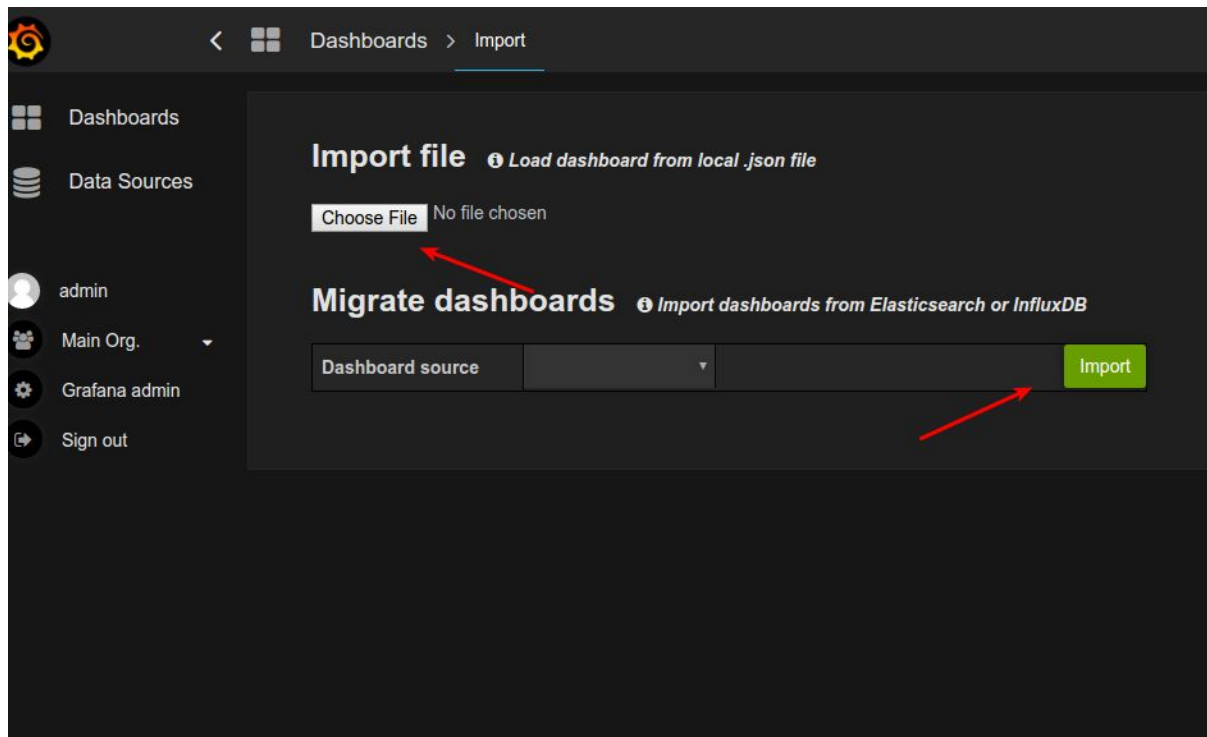 Dashboards > Import
Dashboards
Data Sources
admin
Main Org.
Grafana admin
Sign out
Import file Load dashboard from local .json file
Choose File No file chosen
Migrate dashboards Import dashboards from Elasticsearch or InfluxDB
Dashboard source Import